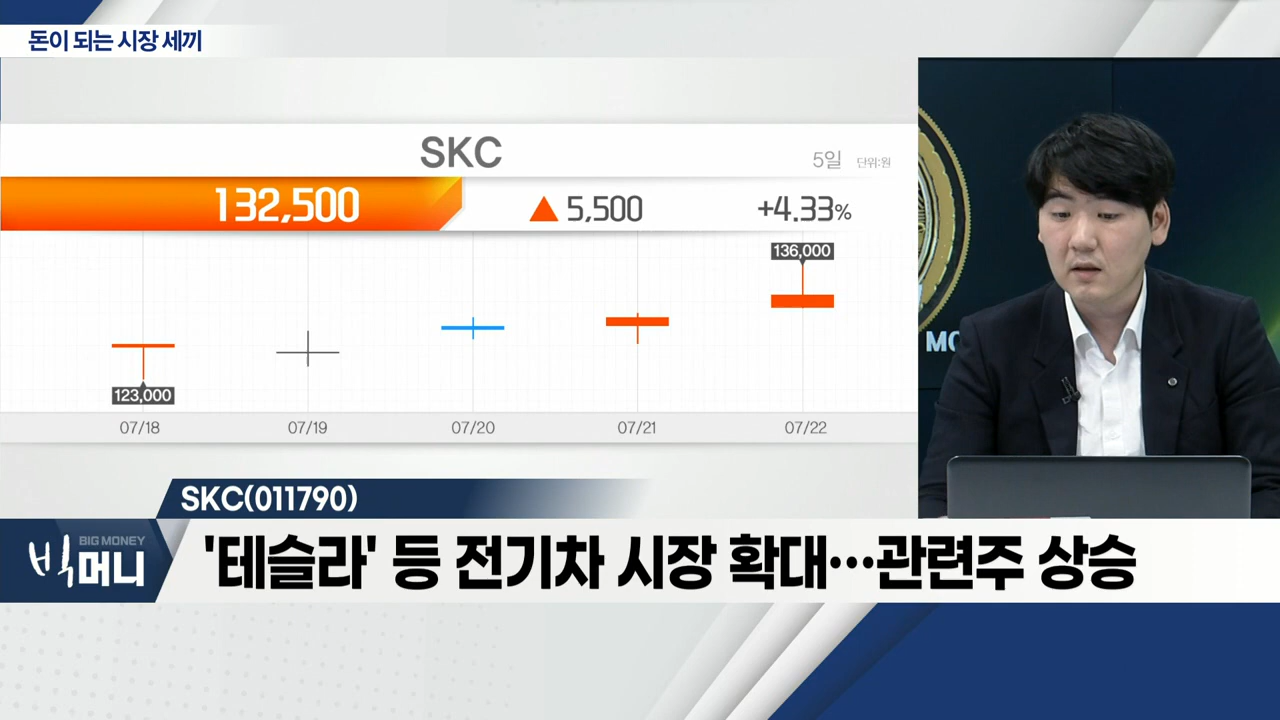 돈이 되는 시장 세끼
SKC
5일 단위:원
132,500 ▲ 5,500 +4.33%
136,000
123,000
07/18 07/19 07/20 07/21 07/22
MO
SKC(011790)
BIG MONEY
빅머니
'테슬라' 등 전기차 시장 확대…관련주 상승